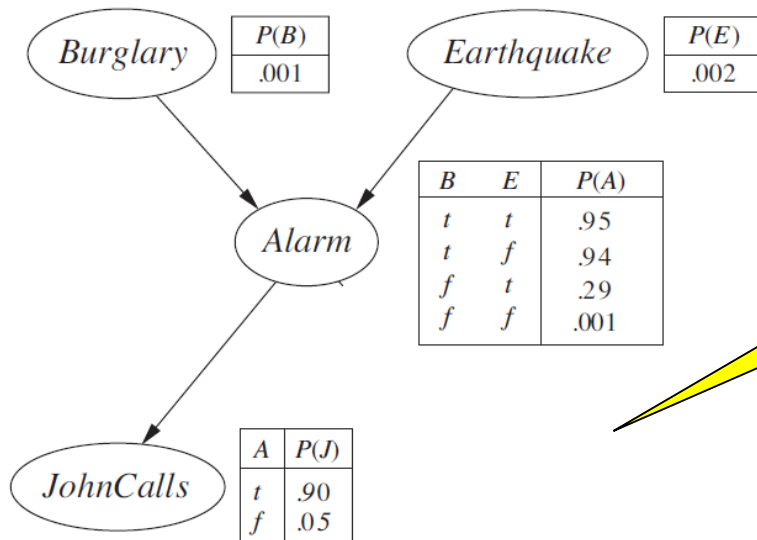 Burglary
P(B)
.001
Earthquake
P(E)
.002
Alarm
B E P(A)
t t .95
t f .94
f t .29
f f .001
JohnCalls
A P(J)
t .90
f .05